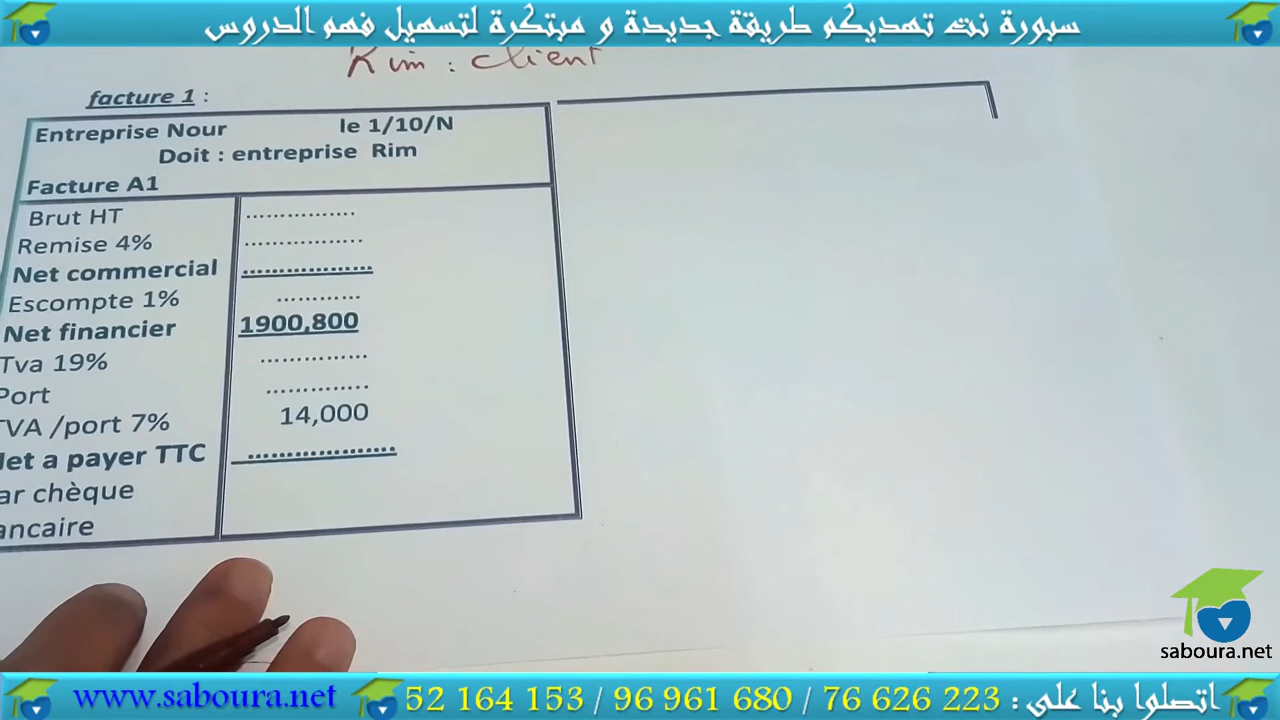 سبورة نت تهديكم طريقة جديدة و مبتكرة لتسهيل فهم الدروس
Rim : client
facture 1 :
Entreprise Nour le 1/10/N
Doit : entreprise Rim
Facture A1
Brut HT ................
Remise 4% .................
Net commercial ...................
Escompte 1% ............
Net financier 1900,800
Tva 19% ...............
Port ...............
TVA /port 7% 14,000
Net a payer TTC .....................
ar chèque
ancaire
saboura.net
www.saboura.net 52 164 153 / 96 961 680 / 76 626 223 : اتصلوا بنا على